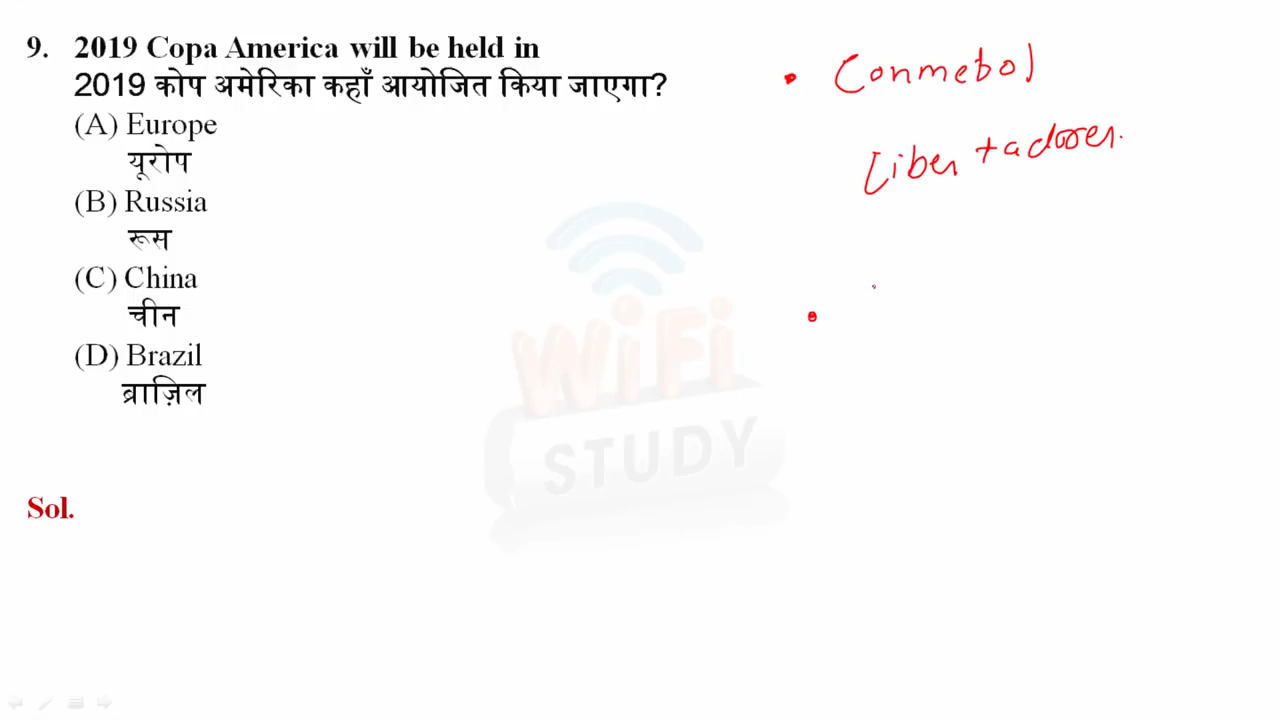 9. 2019 Copa America will be held in
2019 कोप अमेरिका कहाँ आयोजित किया जाएगा?
(A) Europe
यूरोप
(B) Russia
रूस
(C) China
चीन
(D) Brazil
ब्राज़िल
Sol.
Conmebol
Libertadores.
WiFi
STUDY